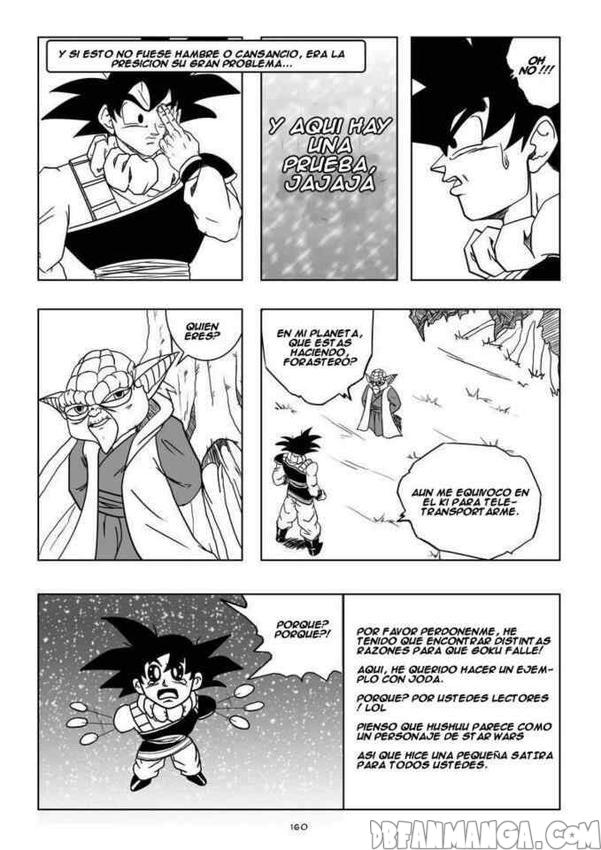 Y SI ESTO NO FUESE HAMBRE O CANSANCIO, ERA LA
PRESICION SU GRAN PROBLEMA...
Y AQUI HAY
UNA
PRUEBA,
JAJAJA
OH
NO!!!
QUIEN
ERES?
EN MI PLANETA,
QUE ESTAS
HACIENDO,
FORASTERO?
AUN ME EQUIVOCO EN
EL KI PARA TELE-
TRANSPORTARME.
PORQUE?
PORQUE?!
POR FAVOR PERDONENME, HE
TENIDO QUE ENCONTRAR DISTINTAS
RAZONES PARA QUE GOKU FALLE!
AQUI, HE QUERIDO HACER UN EJEM-
PLO CON JODA.
PORQUE? POR USTEDES LECTORES
! LOL
PIENSO QUE HUSHUU PARECE COMO
UN PERSONAJE DE STAR WARS
ASI QUE HICE UNA PEQUEÑA SATIRA
PARA TODOS USTEDES.
160
DBFANMANGA.COM